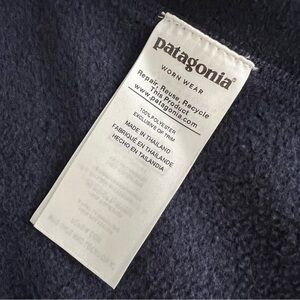 patagonia®
WORN WEAR
Repair, Reuse, Recycle
This Product
www.patagonia.com
100% POLYESTER
EXCLUSIVE OF TRIM
MADE IN THAILAND
FABRIQUÉ EN THAÏLANDE
HECHO EN TAILANDIA